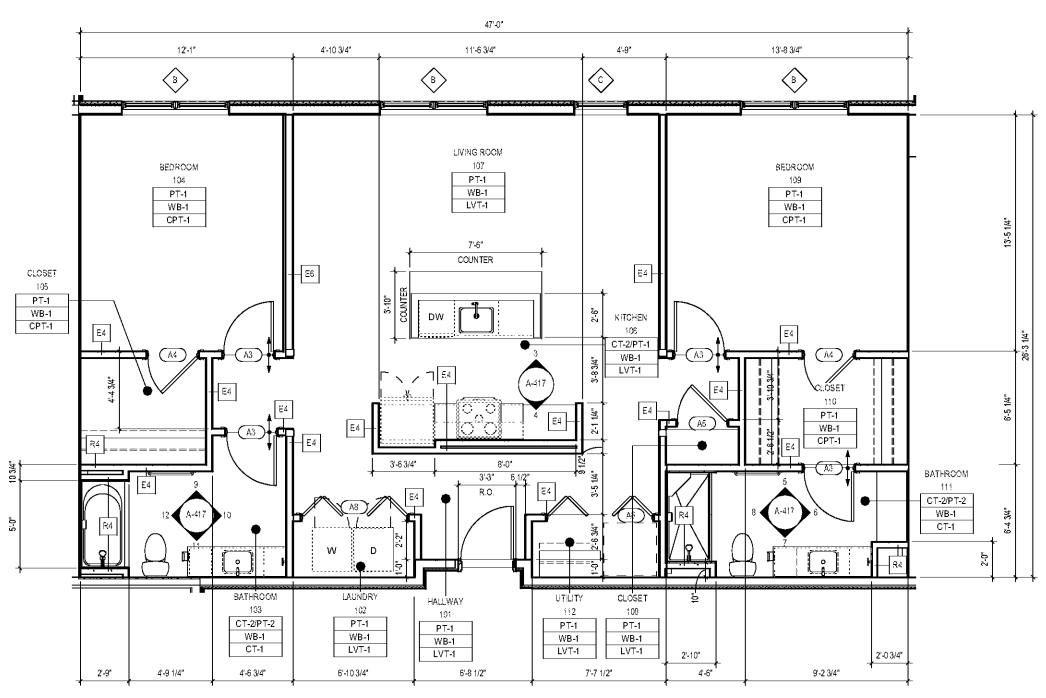 47'-0"
12'-1"
4'-10 3/4"
11'-6 3/4"
4'-9"
13'-8 3/4"
B
B
C
B
BEDROOM
104
PT-1
WB-1
CPT-1
LIVING ROOM
107
PT-1
WB-1
LVT-1
BEDROOM
109
PT-1
WB-1
CPT-1
13'-5 1/4"
7'-6"
COUNTER
CLOSET
105
PT-1
WB-1
CPT-1
E6
E4
3'-10"
COUNTER
DW
2'-6"
KITCHEN
106
CT-2/PT-1
WB-1
LVT-1
E4
E4
26'-3 1/4"
A4
A3
3
A3
A4
4'-4 3/4"
E4
E4
A-417
3'-8 3/4"
E4
3'-10 3/4"
CLOSET
110
PT-1
WB-1
CPT-1
6'-5 1/4"
4
E4
E4
E4
2'-1 1/4"
E4
A5
A3
E4
R4
2'-6 1/2"
E4
10 3/4"
3'-6 3/4"
8'-0"
9 1/2"
A3
BATHROOM
111
CT-2/PT-2
WB-1
CT-1
E4
9
3'-3"
6 1/2"
R.O.
E4
3'-5 1/4"
5
5'-0"
R4
12
A-417
10
A8
R4
8
A-417
6
6'-4 3/4"
11
W
D
2'-2"
2'-6 3/4"
7
R4
2'-0"
1'-0"
1'-0"
10"
BATHROOM
103
CT-2/PT-2
WB-1
CT-1
LAUNDRY
102
PT-1
WB-1
LVT-1
HALLWAY
101
PT-1
WB-1
LVT-1
UTILITY
112
PT-1
WB-1
LVT-1
CLOSET
108
PT-1
WB-1
LVT-1
2'-10"
2'-0 3/4"
2'-9"
4'-9 1/4"
4'-6 3/4"
6'-10 3/4"
6'-8 1/2"
7'-7 1/2"
4'-6"
9'-2 3/4"